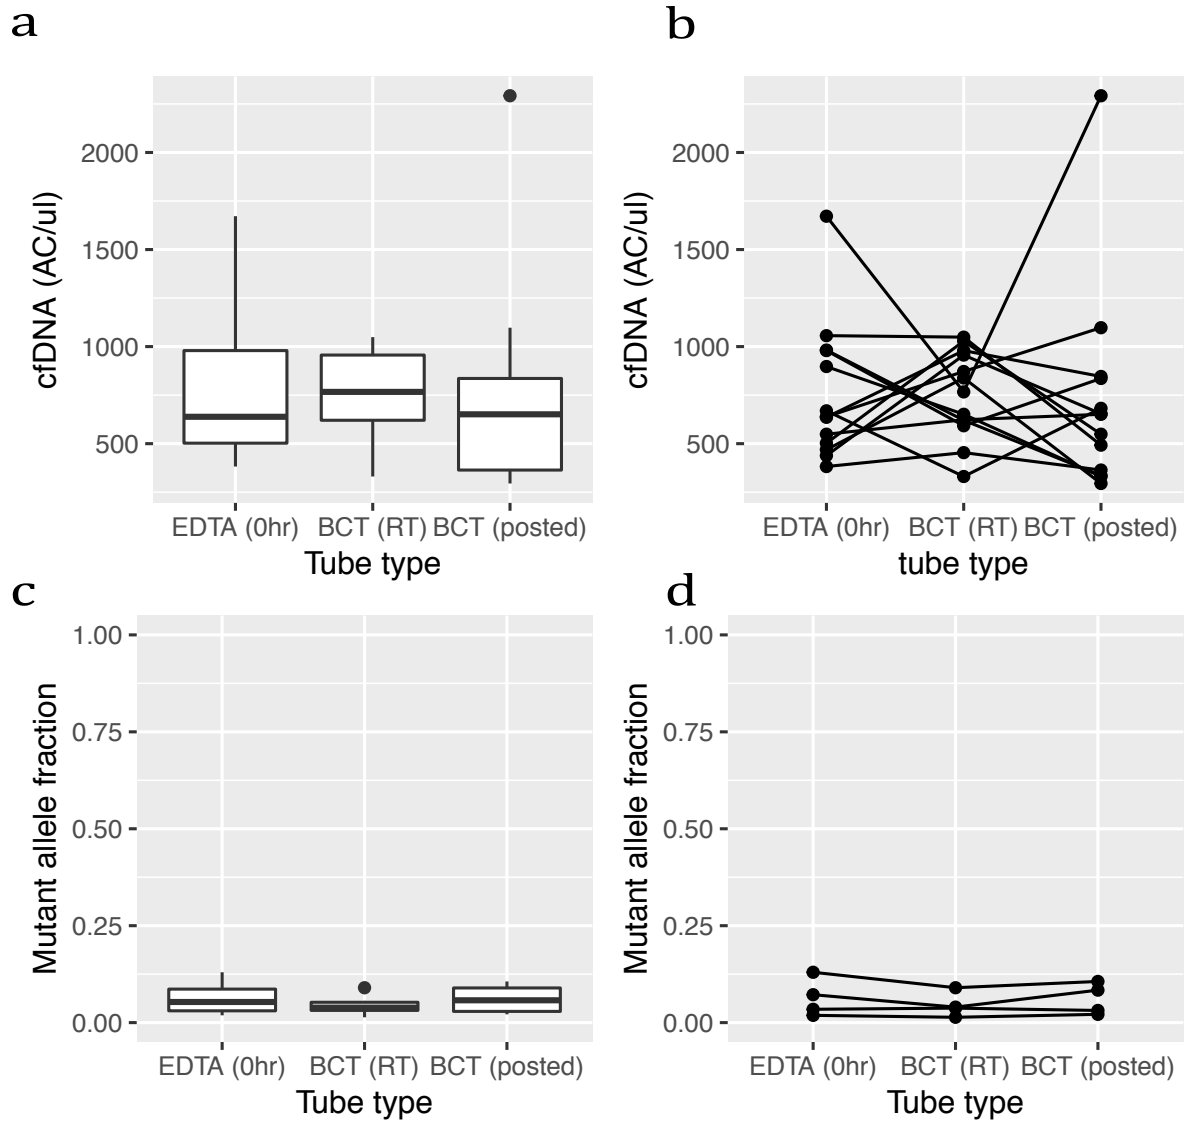 a
cfDNA (AC/ul)
2000
1500
1000
500
EDTA (0hr) BCT (RT) BCT (posted)
Tube type
b
cfDNA (AC/ul)
2000
1500
1000
500
EDTA (0hr) BCT (RT) BCT (posted)
tube type
c
Mutant allele fraction
1.00
0.75
0.50
0.25
0.00
EDTA (0hr) BCT (RT) BCT (posted)
Tube type
d
Mutant allele fraction
1.00
0.75
0.50
0.25
0.00
EDTA (0hr) BCT (RT) BCT (posted)
Tube type